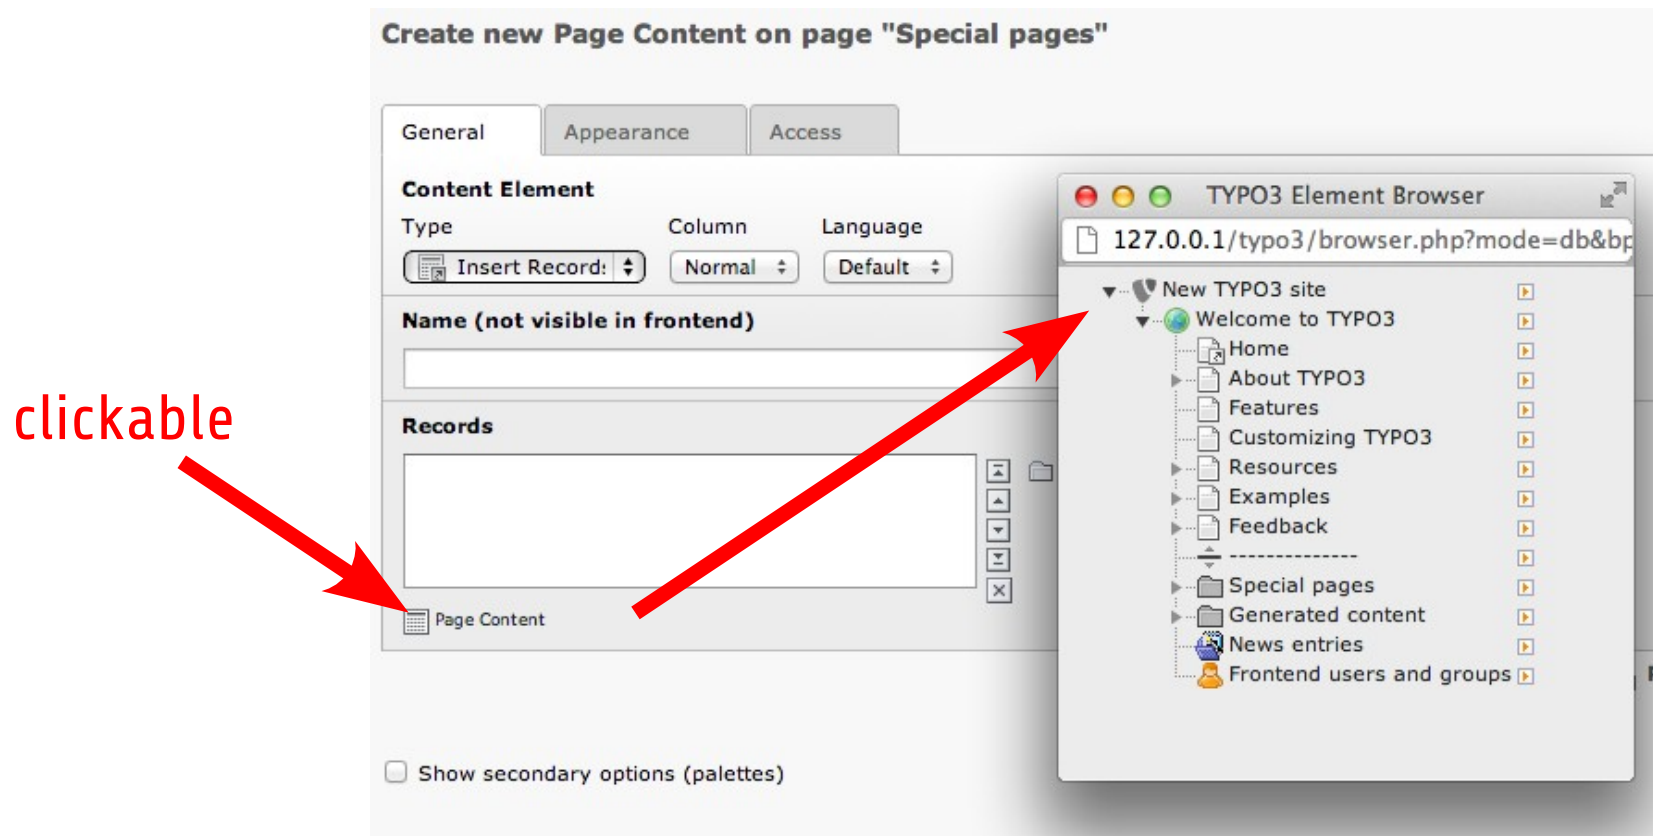 Create new Page Content on page "Special pages"
General
Appearance
Access
Content Element
Type
Column
Language
Insert Record
Normal
Default
Name (not visible in frontend)
Records
Page Content
Show secondary options (palettes)
clickable
TYPO3 Element Browser
127.0.0.1/typo3/browser.php?mode=db&bp
New TYPO3 site
Welcome to TYPO3
Home
About TYPO3
Features
Customizing TYPO3
Resources
Examples
Feedback
--------------
Special pages
Generated content
News entries
Frontend users and groups